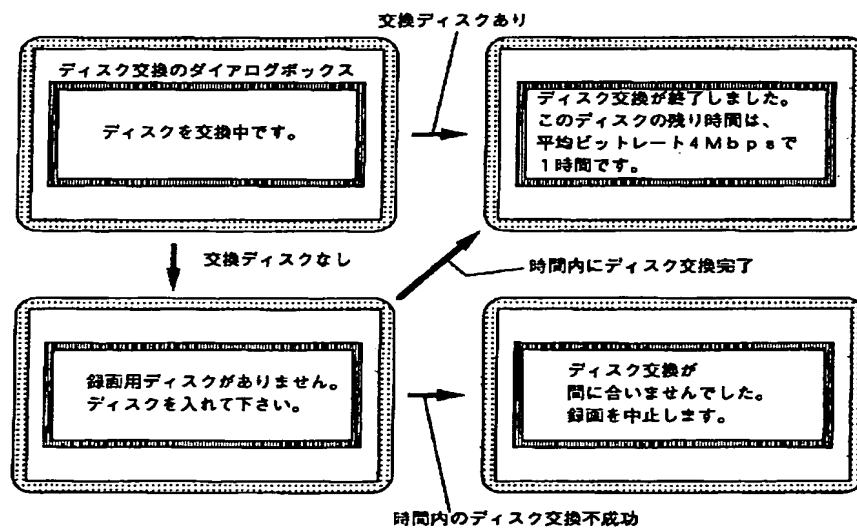 交換ディスクあり
ディスク交換のダイアログボックス
ディスクを交換中です。
ディスク交換が終了しました。
このディスクの残り時間は、
平均ビットレート4Mbpsで
1時間です。
交換ディスクなし
時間内にディスク交換完了
録画用ディスクがありません。
ディスクを入れて下さい。
ディスク交換が
間に合いませんでした。
録画を中止します。
時間内のディスク交換不成功